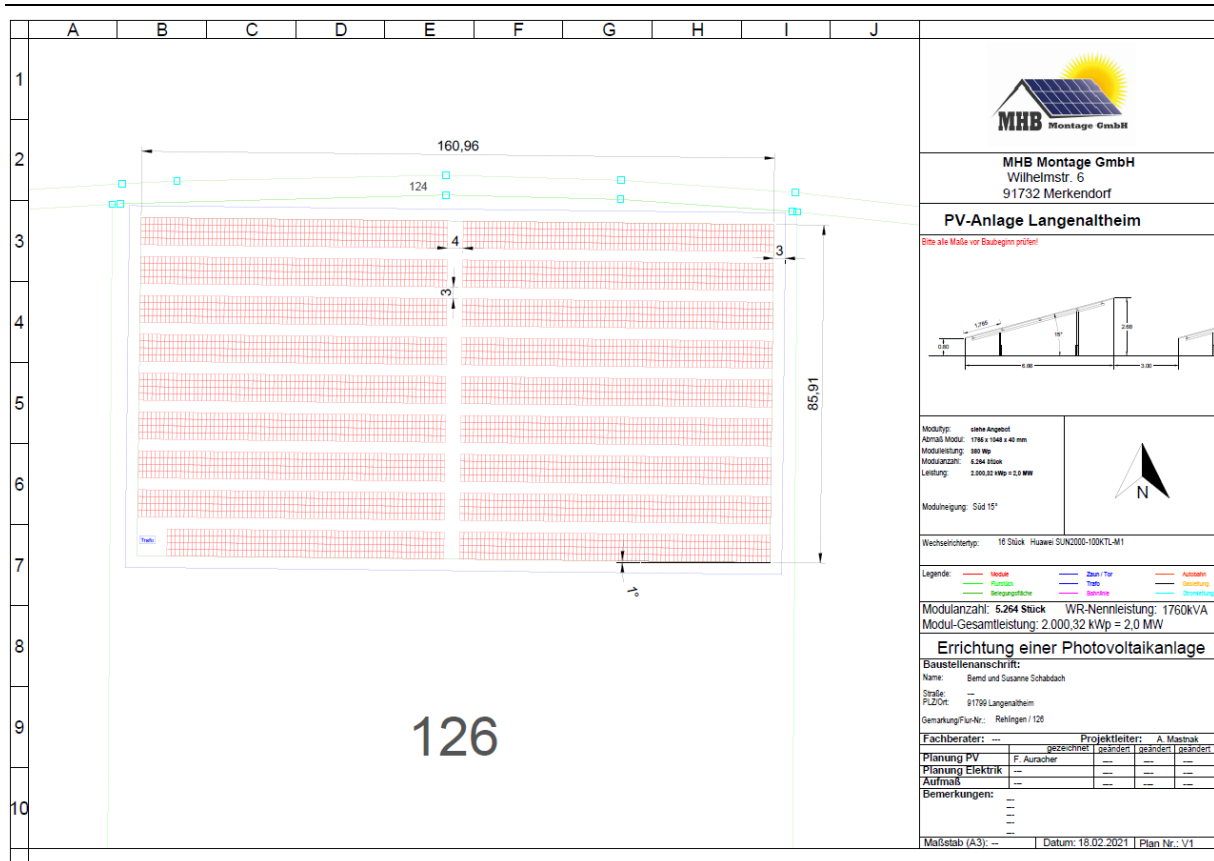 A B C D E F G H I J
1
2
3
4
5
6
7
8
9
10
160,96
124
4
3
3
85,91
1°
Trafo
126
MHB Montage GmbH
MHB Montage GmbH
Wilhelmstr. 6
91732 Merkendorf
PV-Anlage Langenaltheim
Bitte alle Maße vor Baubeginn prüfen!
1,765
0.80
15°
2.68
6.88
3.00
Modultyp: siehe Angebot
Abmaß Modul: 1765 x 1048 x 40 mm
Modulleistung: 380 Wp
Modulanzahl: 5.264 Stück
Leistung: 2.000,32 kWp = 2,0 MW
Modulneigung: Süd 15°
N
Wechselrichtertyp: 16 Stück Huawei SUN2000-100KTL-M1
Legende: Module Zaun / Tor Autobahn
Flurstück Trafo
Belegungsfläche Bahnlinie Stromleitung
Modulanzahl: 5.264 Stück WR-Nennleistung: 1760kVA
Modul-Gesamtleistung: 2.000,32 kWp = 2,0 MW
Errichtung einer Photovoltaikanlage
Baustellenanschrift:
Name: Bernd und Susanne Schabdach
Straße: ---
PLZ/Ort: 91799 Langenaltheim
Gemarkung/Flur-Nr.: Rehlingen / 126
Fachberater: --- Projektleiter: A. Mastnak
gezeichnet geändert geändert geändert
Planung PV F. Auracher --- --- ---
Planung Elektrik --- --- --- ---
Aufmaß --- --- --- ---
Bemerkungen: ---
---
---
---
---
Maßstab (A3): -- Datum: 18.02.2021 Plan Nr.: V1